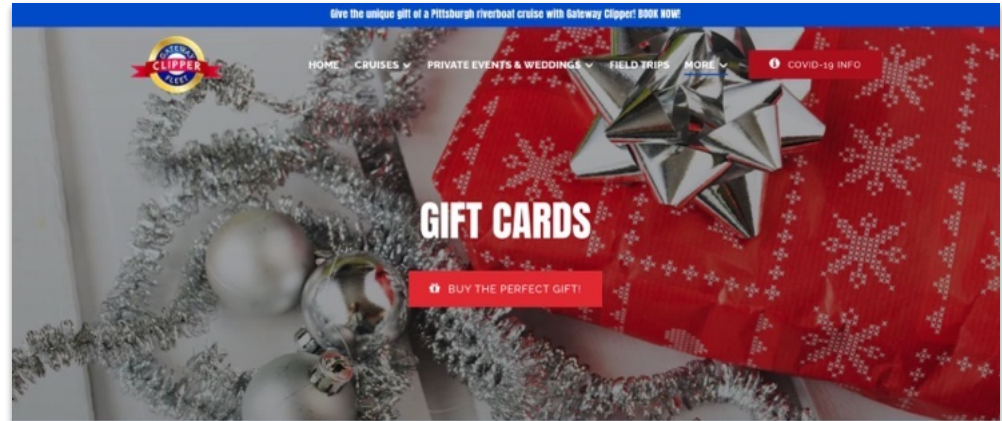 Give the unique gift of a Pittsburgh riverboat cruise with Gateway Clipper! BOOK NOW!
GATEWAY
CLIPPER
FLEET
HOME CRUISES PRIVATE EVENTS & WEDDINGS FIELD TRIPS MORE COVID-19 INFO
GIFT CARDS
BUY THE PERFECT GIFT!